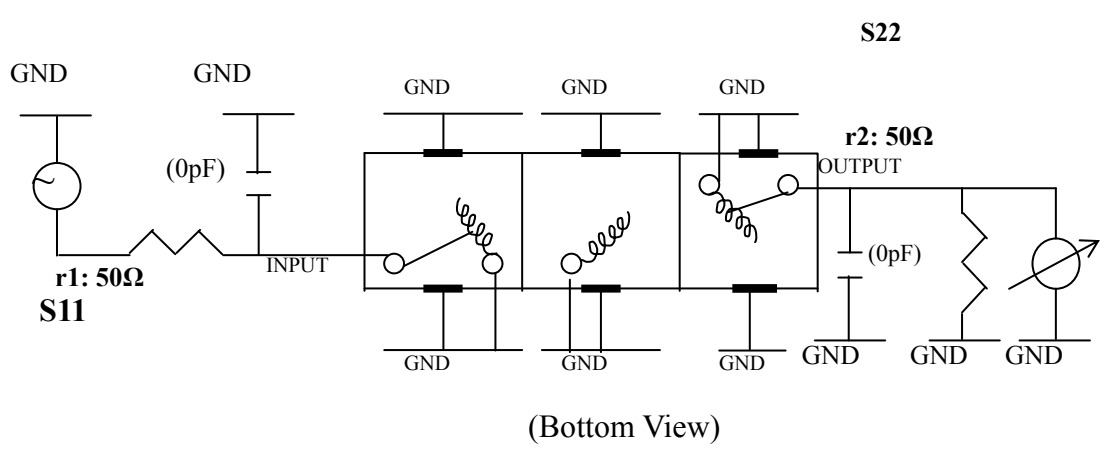 S22
GND
GND
GND
GND
GND
r2: 50Ω
(0pF)
OUTPUT
INPUT
(0pF)
r1: 50Ω
S11
GND
GND
GND
GND
GND
GND
(Bottom View)